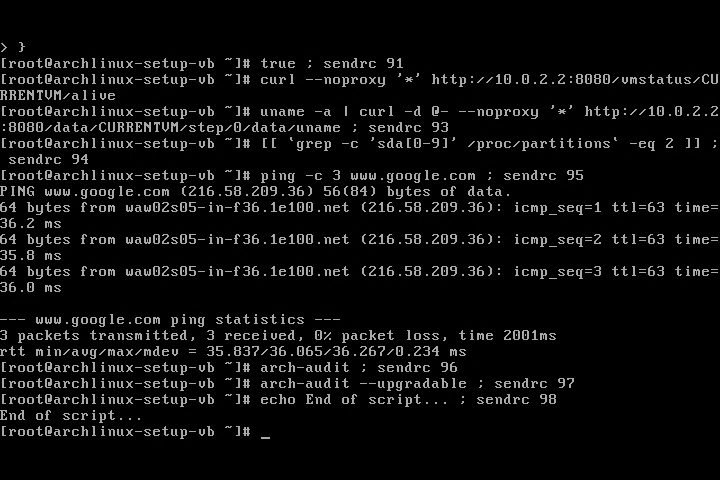 > }
[root@archlinux-setup-vb ~]# true ; sendrc 91
[root@archlinux-setup-vb ~]# curl --noproxy '*' http://10.0.2.2:8080/vmstatus/CU
RRENTVM/alive
[root@archlinux-setup-vb ~]# uname -a | curl -d @- --noproxy '*' http://10.0.2.2
:8080/data/CURRENTVM/step/0/data/uname ; sendrc 93
[root@archlinux-setup-vb ~]# [[ `grep -c 'sda[0-9]' /proc/partitions` -eq 2 ]] ;
 sendrc 94
[root@archlinux-setup-vb ~]# ping -c 3 www.google.com ; sendrc 95
PING www.google.com (216.58.209.36) 56(84) bytes of data.
64 bytes from waw02s05-in-f36.1e100.net (216.58.209.36): icmp_seq=1 ttl=63 time=
36.2 ms
64 bytes from waw02s05-in-f36.1e100.net (216.58.209.36): icmp_seq=2 ttl=63 time=
35.8 ms
64 bytes from waw02s05-in-f36.1e100.net (216.58.209.36): icmp_seq=3 ttl=63 time=
36.0 ms
--- www.google.com ping statistics ---
3 packets transmitted, 3 received, 0% packet loss, time 2001ms
rtt min/avg/max/mdev = 35.837/36.065/36.267/0.234 ms
[root@archlinux-setup-vb ~]# arch-audit ; sendrc 96
[root@archlinux-setup-vb ~]# arch-audit --upgradable ; sendrc 97
[root@archlinux-setup-vb ~]# echo End of script... ; sendrc 98
End of script...
[root@archlinux-setup-vb ~]# _